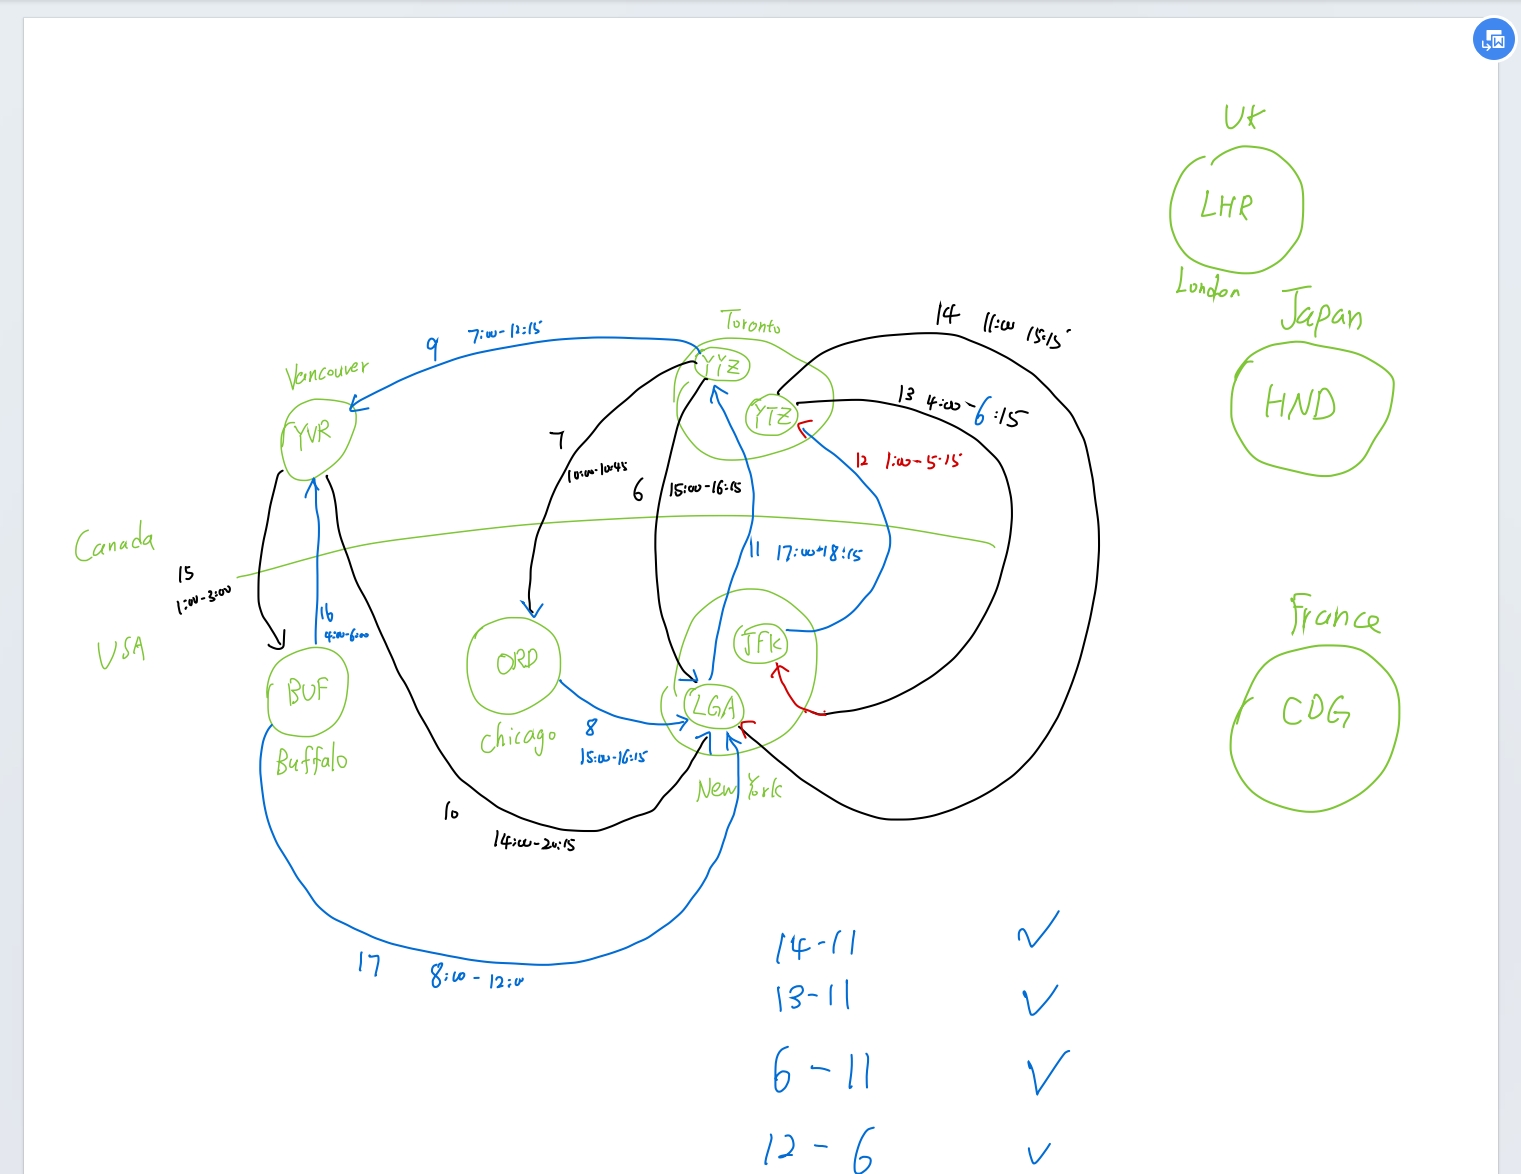 UK
LHR
London
Japan
HND
France
CDG
Toronto
YYZ
YTZ
14 11:00 15:15
9 7:00-12:15
Vancouver
YVR
13 4:00-6:15
7
10:00-10:45
6 15:00-16:15
12 1:00-5:15
Canada
11 17:00-18:15
15
1:00-3:00
USA
16
4:00-6:00
BUF
Buffalo
ORD
Chicago
JFK
LGA
New York
8
15:00-16:15
10
14:00-20:15
17 8:00-12:00
14-11 ✓
13-11 ✓
6-11 ✓
12-6 ✓